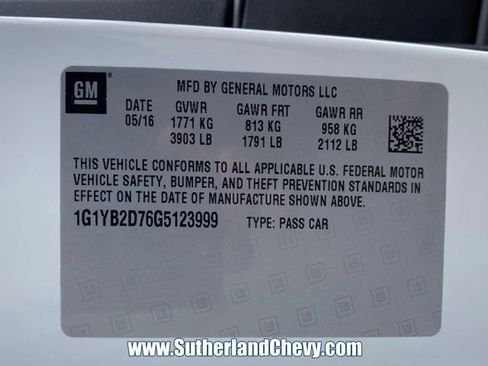 GM
MFD BY GENERAL MOTORS LLC
DATE GVWR GAWR FRT GAWR RR
05/16 1771 KG 813 KG 958 KG
3903 LB 1791 LB 2112 LB
THIS VEHICLE CONFORMS TO ALL APPLICABLE U.S. FEDERAL MOTOR
VEHICLE SAFETY, BUMPER, AND THEFT PREVENTION STANDARDS IN
EFFECT ON THE DATE OF MANUFACTURE SHOWN ABOVE.
1G1YB2D76G5123999 TYPE: PASS CAR
www.SutherlandChevy.com